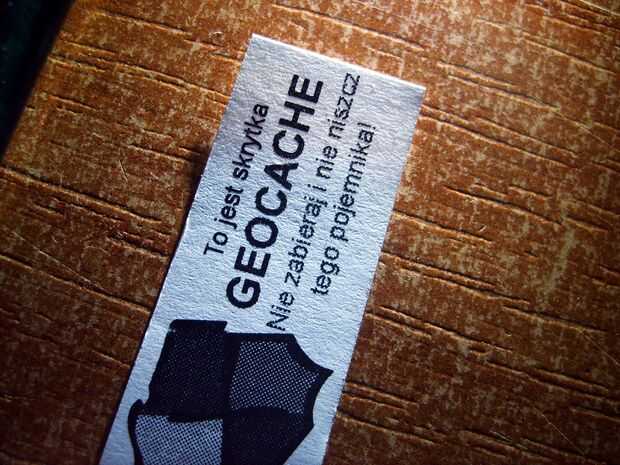 To jest skrytka
GEOCACHE
Nie zabieraj i nie niszcz
tego pojemnika!